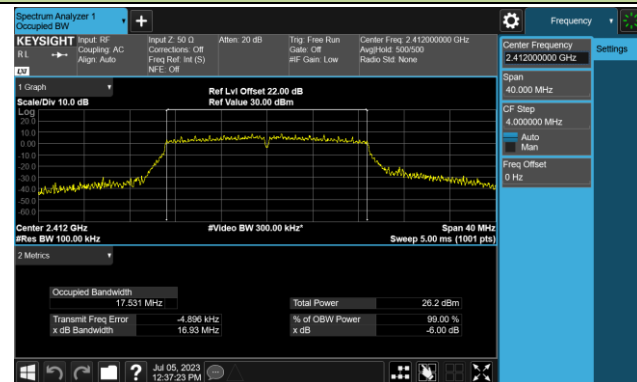 Spectrum Analyzer 1
Occupied BW
+
Frequency
KEYSIGHT
RL
LXI
Input: RF
Coupling: AC
Align: Auto
Input Z: 50 Ω
Corrections: Off
Freq Ref: Int (S)
NFE: Off
Atten: 20 dB
Trig: Free Run
Gate: Off
#IF Gain: Low
Center Freq: 2.412000000 GHz
Avg|Hold: 500/500
Radio Std: None
Center Frequency
2.412000000 GHz
Settings
Span
40.000 MHz
CF Step
4.000000 MHz
Auto
Man
Freq Offset
0 Hz
1 Graph
Scale/Div 10.0 dB
Ref Lvl Offset 22.00 dB
Ref Value 30.00 dBm
Log
20.0
10.0
0.00
-10.0
-20.0
-30.0
-40.0
-50.0
-60.0
Center 2.412 GHz
#Res BW 100.00 kHz
#Video BW 300.00 kHz*
Span 40 MHz
Sweep 5.00 ms (1001 pts)
2 Metrics
Occupied Bandwidth
17.531 MHz
Total Power 26.2 dBm
Transmit Freq Error -4.896 kHz
% of OBW Power 99.00 %
x dB Bandwidth 16.93 MHz
x dB -6.00 dB
?
Jul 05, 2023
12:37:23 PM